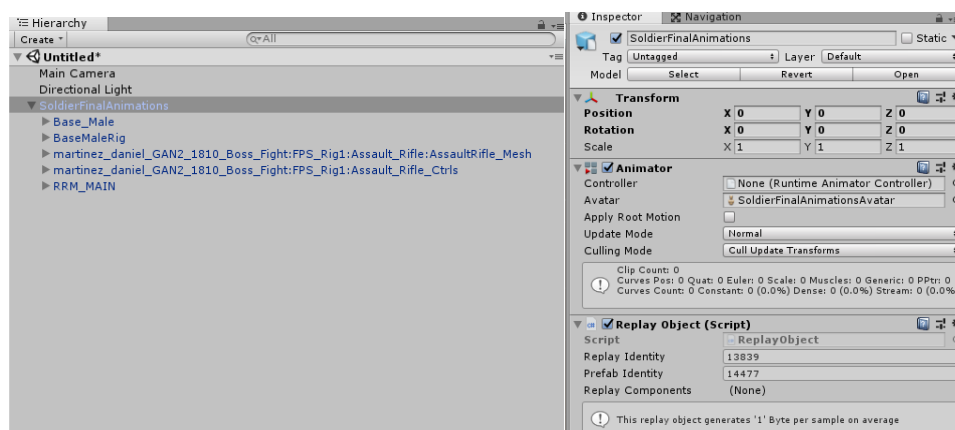 Hierarchy
Create
All
Untitled*
Main Camera
Directional Light
SoldierFinalAnimations
Base_Male
BaseMaleRig
martinez_daniel_GAN2_1810_Boss_Fight:FPS_Rig1:Assault_Rifle:AssaultRifle_Mesh
martinez_daniel_GAN2_1810_Boss_Fight:FPS_Rig1:Assault_Rifle_Ctrls
RRM_MAIN
Inspector Navigation
SoldierFinalAnimations Static
Tag Untagged Layer Default
Model Select Revert Open
Transform
Position X 0 Y 0 Z 0
Rotation X 0 Y 0 Z 0
Scale X 1 Y 1 Z 1
Animator
Controller None (Runtime Animator Controller)
Avatar SoldierFinalAnimationsAvatar
Apply Root Motion
Update Mode Normal
Culling Mode Cull Update Transforms
Clip Count: 0
Curves Pos: 0 Quat: 0 Euler: 0 Scale: 0 Muscles: 0 Generic: 0 PPtr: 0
Curves Count: 0 Constant: 0 (0.0%) Dense: 0 (0.0%) Stream: 0 (0.0%
Replay Object (Script)
Script ReplayObject
Replay Identity 13839
Prefab Identity 14477
Replay Components (None)
This replay object generates '1' Byte per sample on average